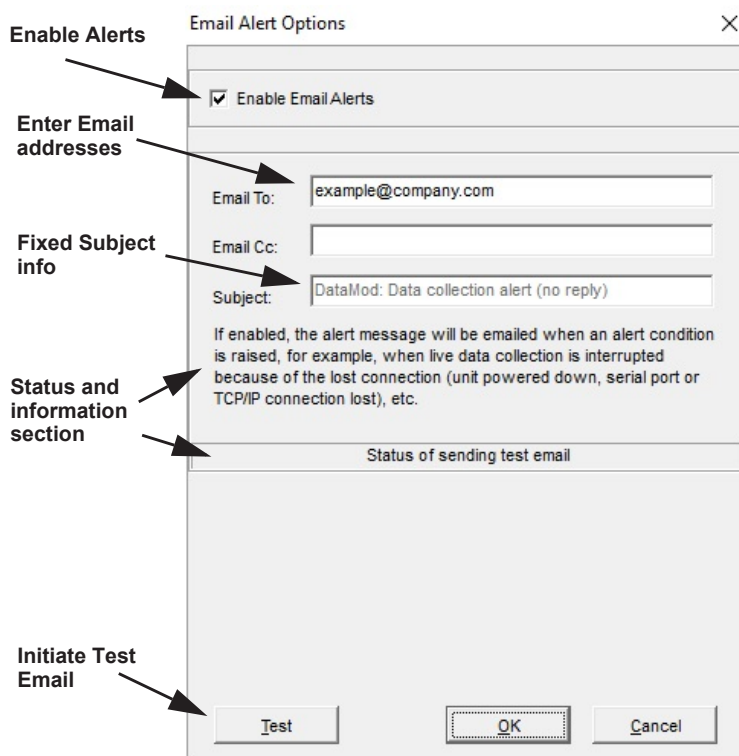 Email Alert Options
Enable Alerts
Enable Email Alerts
Enter Email
addresses
Email To:
example@company.com
Email Cc:
Fixed Subject
info
Subject:
DataMod: Data collection alert (no reply)
If enabled, the alert message will be emailed when an alert condition
is raised, for example, when live data collection is interrupted
because of the lost connection (unit powered down, serial port or
TCP/IP connection lost), etc.
Status and
information
section
Status of sending test email
Initiate Test
Email
Test
OK
Cancel